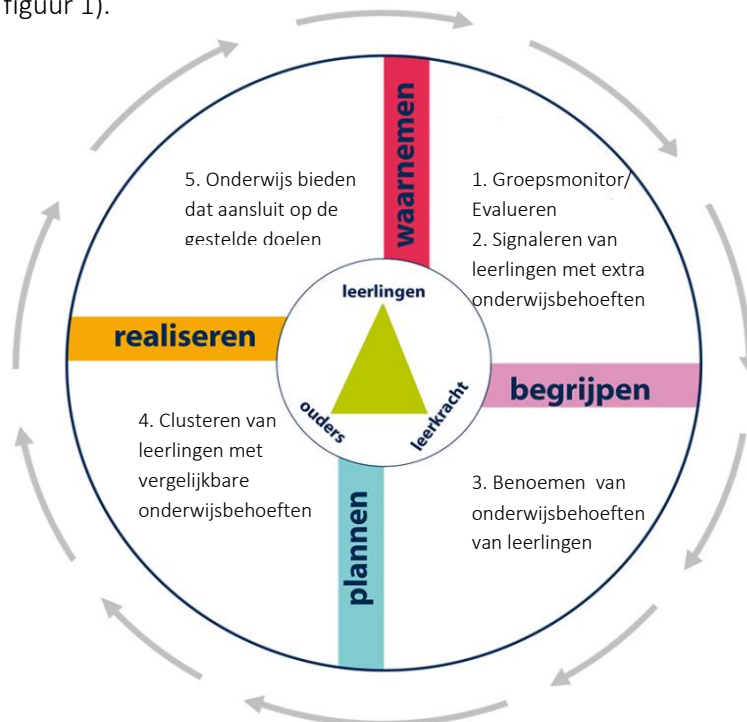 figuur 1).
waarnemen
5. Onderwijs bieden
dat aansluit op de
gestelde doelen
1. Groepsmonitor/
Evalueren
2. Signaleren van
leerlingen met extra
onderwijsbehoeften
leerlingen
ouders
leerkracht
realiseren
begrijpen
4. Clusteren van
leerlingen met
vergelijkbare
onderwijsbehoeften
plannen
3. Benoemen van
onderwijsbehoeften
van leerlingen